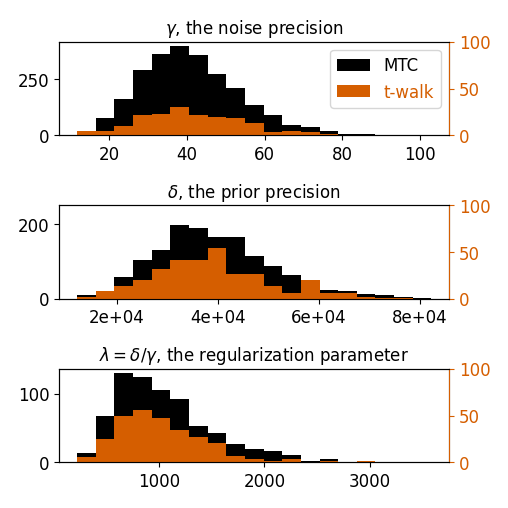 γ, the noise precision
250
0
100
50
0
MTC
t-walk
20 40 60 80 100
δ, the prior precision
200
0
100
50
0
2e+04 4e+04 6e+04 8e+04
λ = δ/γ, the regularization parameter
100
0
100
50
0
1000 2000 3000